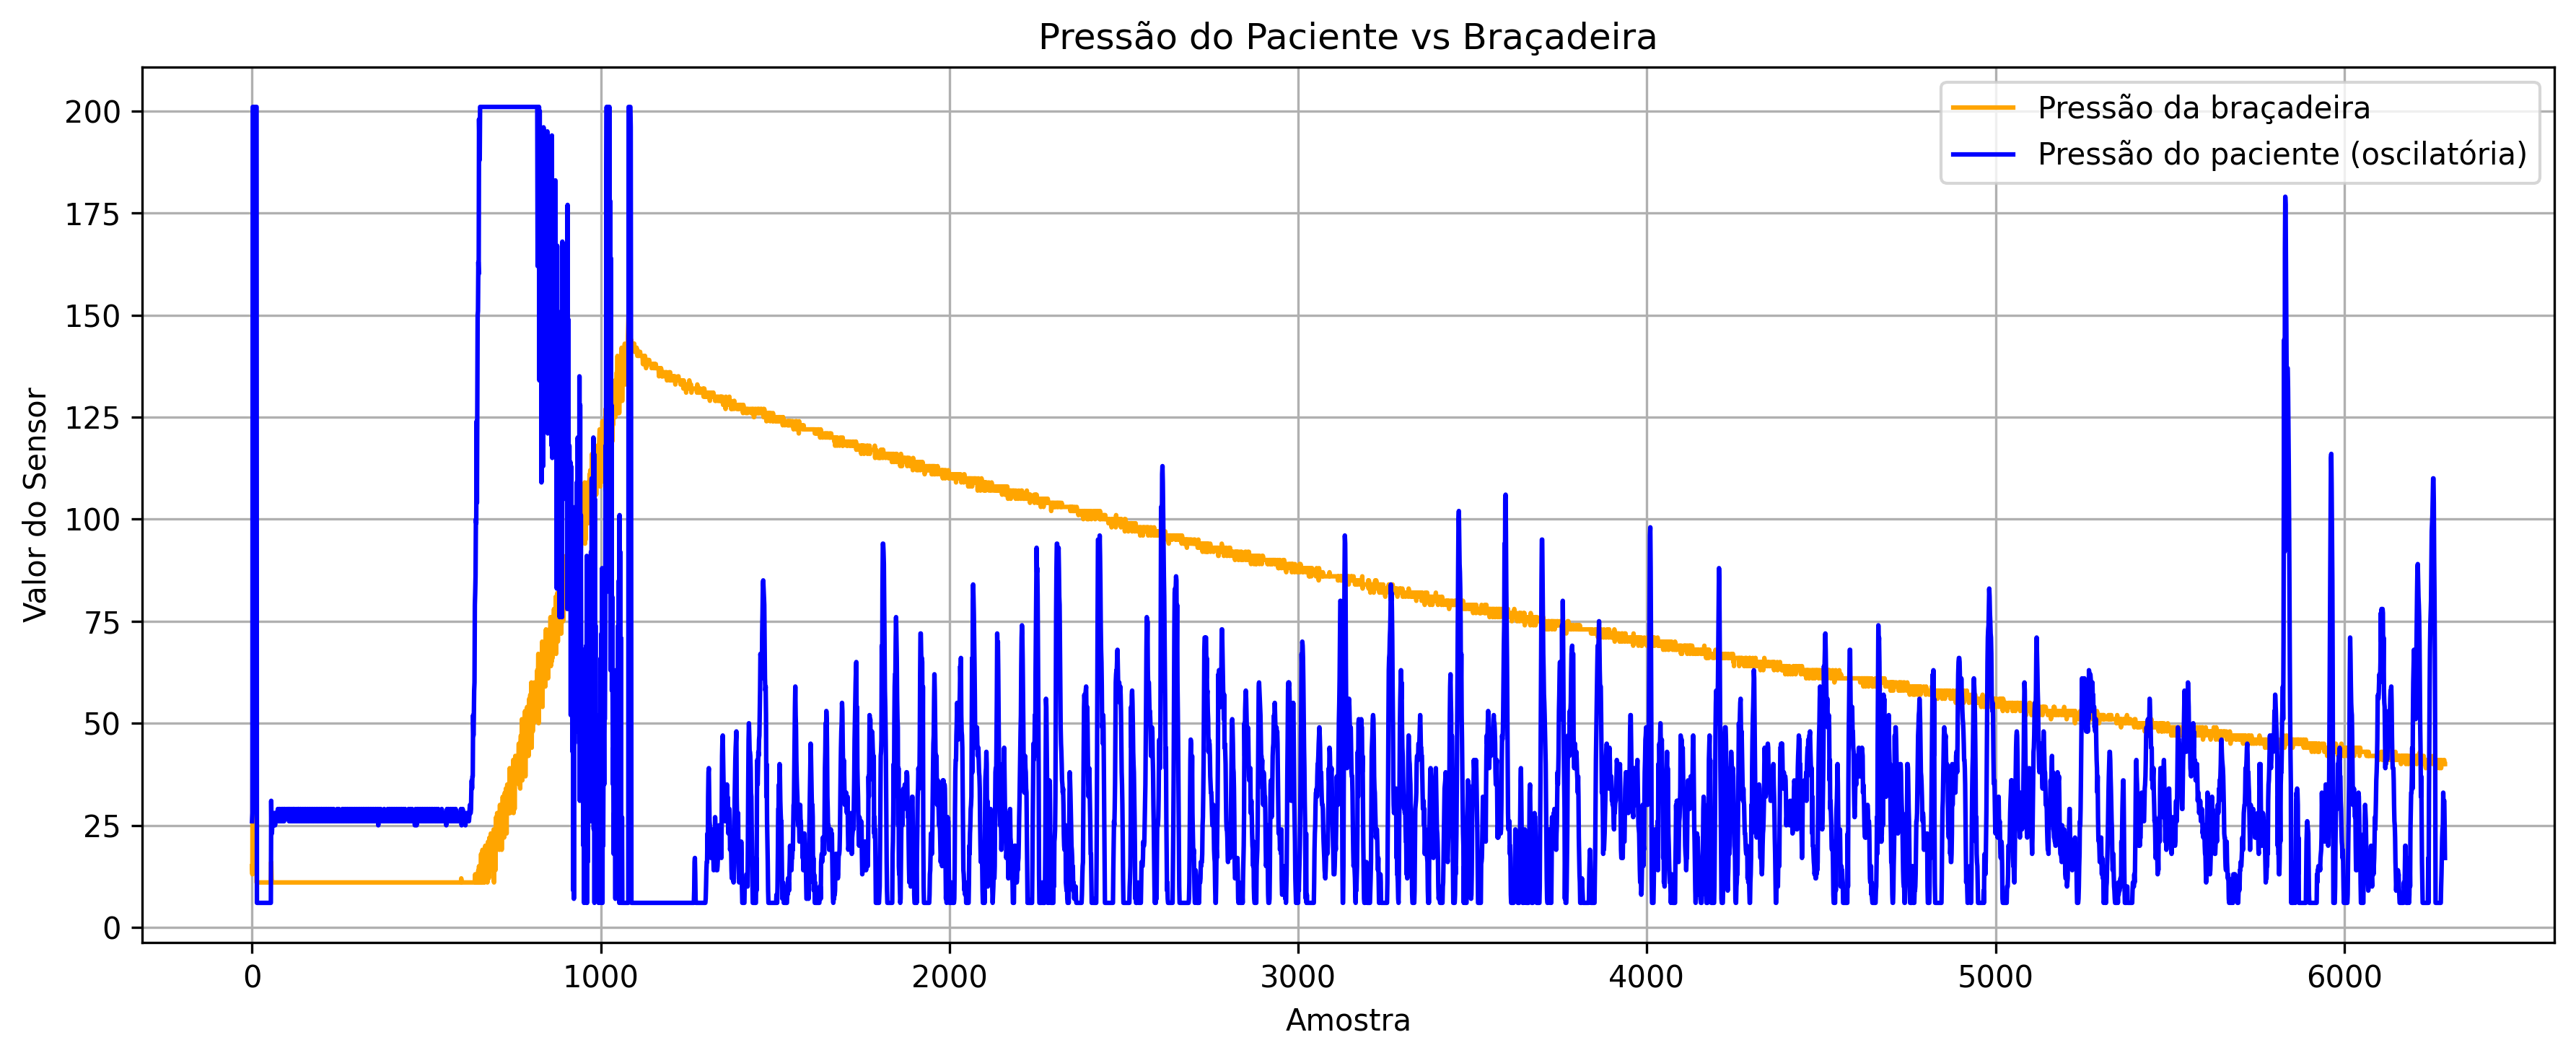 Pressão do Paciente vs Braçadeira
Pressão da braçadeira
Pressão do paciente (oscilatória)
200
175
150
125
100
75
50
25
0
Valor do Sensor
0 1000 2000 3000 4000 5000 6000
Amostra